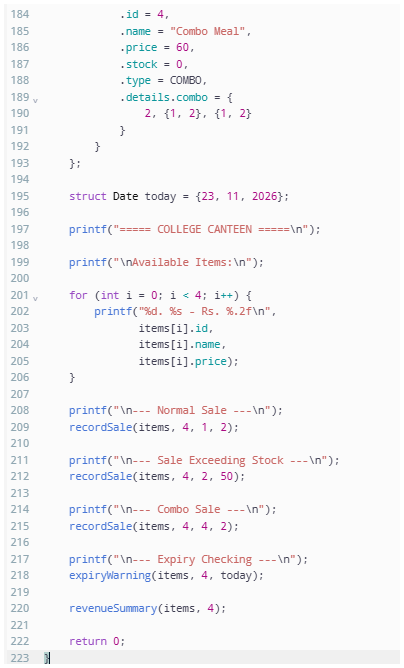 184             .id = 4,
185             .name = "Combo Meal",
186             .price = 60,
187             .stock = 0,
188             .type = COMBO,
189             .details.combo = {
190                 2, {1, 2}, {1, 2}
191             }
192         }
193     };
194
195     struct Date today = {23, 11, 2026};
196
197     printf("===== COLLEGE CANTEEN =====\n");
198
199     printf("\nAvailable Items:\n");
200
201     for (int i = 0; i < 4; i++) {
202         printf("%d. %s - Rs. %.2f\n",
203                items[i].id,
204                items[i].name,
205                items[i].price);
206     }
207
208     printf("\n--- Normal Sale ---\n");
209     recordSale(items, 4, 1, 2);
210
211     printf("\n--- Sale Exceeding Stock ---\n");
212     recordSale(items, 4, 2, 50);
213
214     printf("\n--- Combo Sale ---\n");
215     recordSale(items, 4, 4, 2);
216
217     printf("\n--- Expiry Checking ---\n");
218     expiryWarning(items, 4, today);
219
220     revenueSummary(items, 4);
221
222     return 0;
223 }